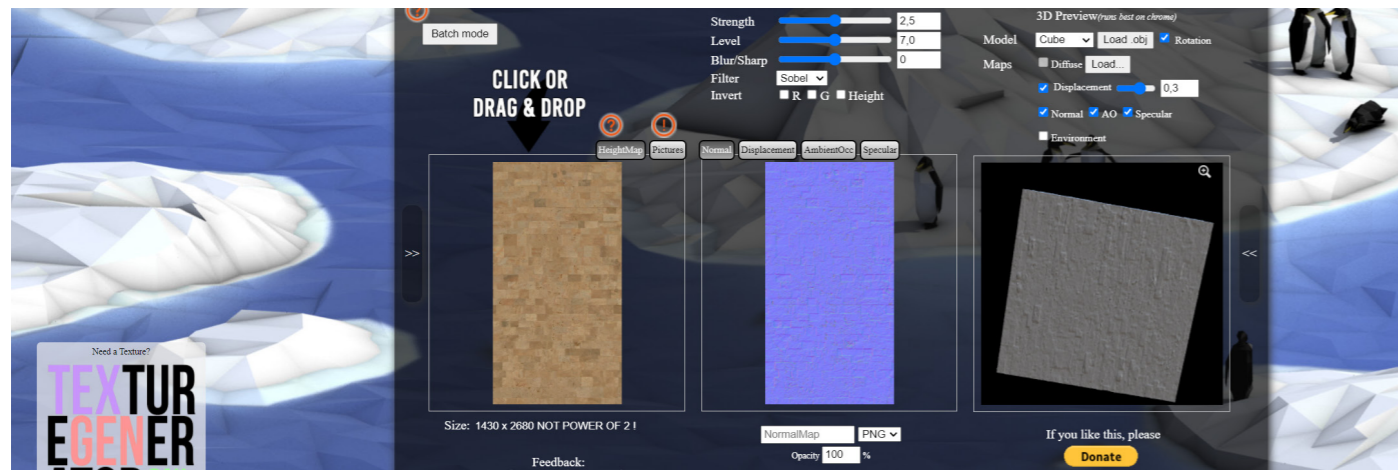 ?
Batch mode
CLICK OR
DRAG & DROP
Strength 2,5
Level 7,0
Blur/Sharp 0
Filter Sobel
Invert R G Height
3D Preview(runs best on chrome)
Model Cube Load .obj Rotation
Maps Diffuse Load...
Displacement 0,3
Normal AO Specular
Environment
? !
HeightMap Pictures Normal Displacement AmbientOcc Specular
>> <<
Need a Texture?
TEXTUR
EGENER
Size: 1430 x 2680 NOT POWER OF 2 !
Feedback:
NormalMap PNG
Opacity 100 %
If you like this, please
Donate